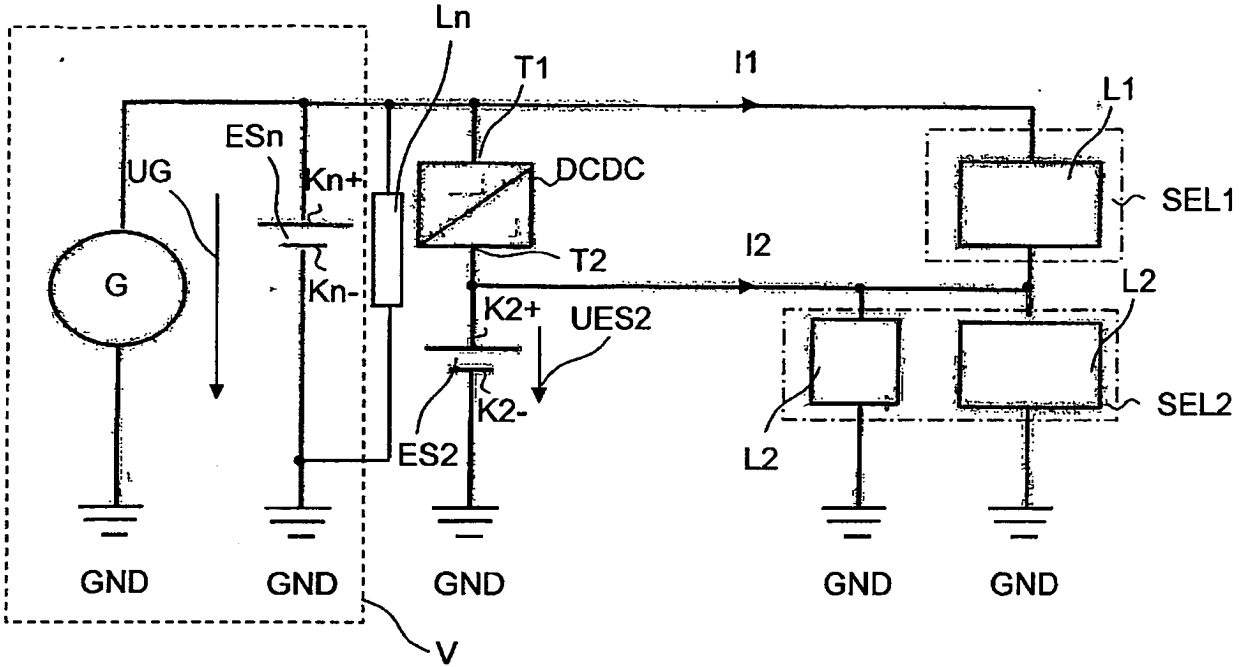 Ln
T1
I1
L1
ESn
UG
Kn+
DCDC
SEL1
G
Kn-
T2
I2
L2
K2+
UES2
K2-
SEL2
ES2
L2
GND
GND
GND
GND
GND
V